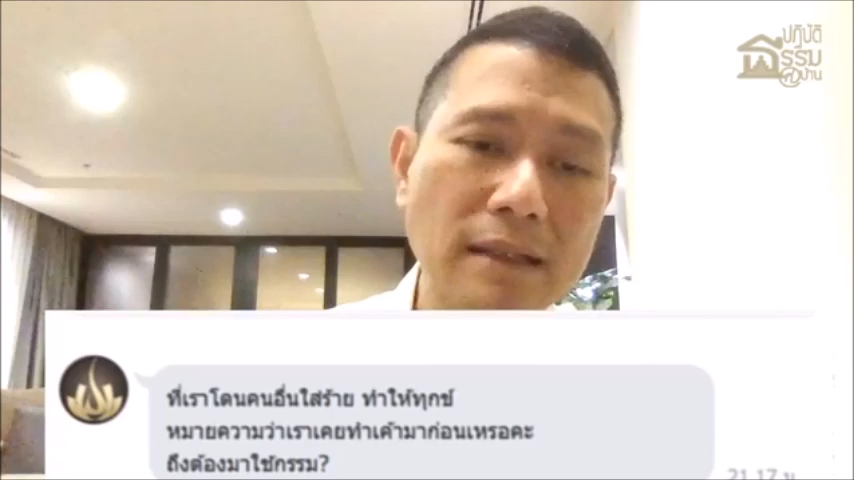 ปฏิบัติ
ธรรม
@บ้าน
ที่เราโดนคนอื่นใส่ร้าย ทำให้ทุกข์
หมายความว่าเราเคยทำเค้ามาก่อนเหรอคะ
ถึงต้องมาใช้กรรม?
21.17 น.